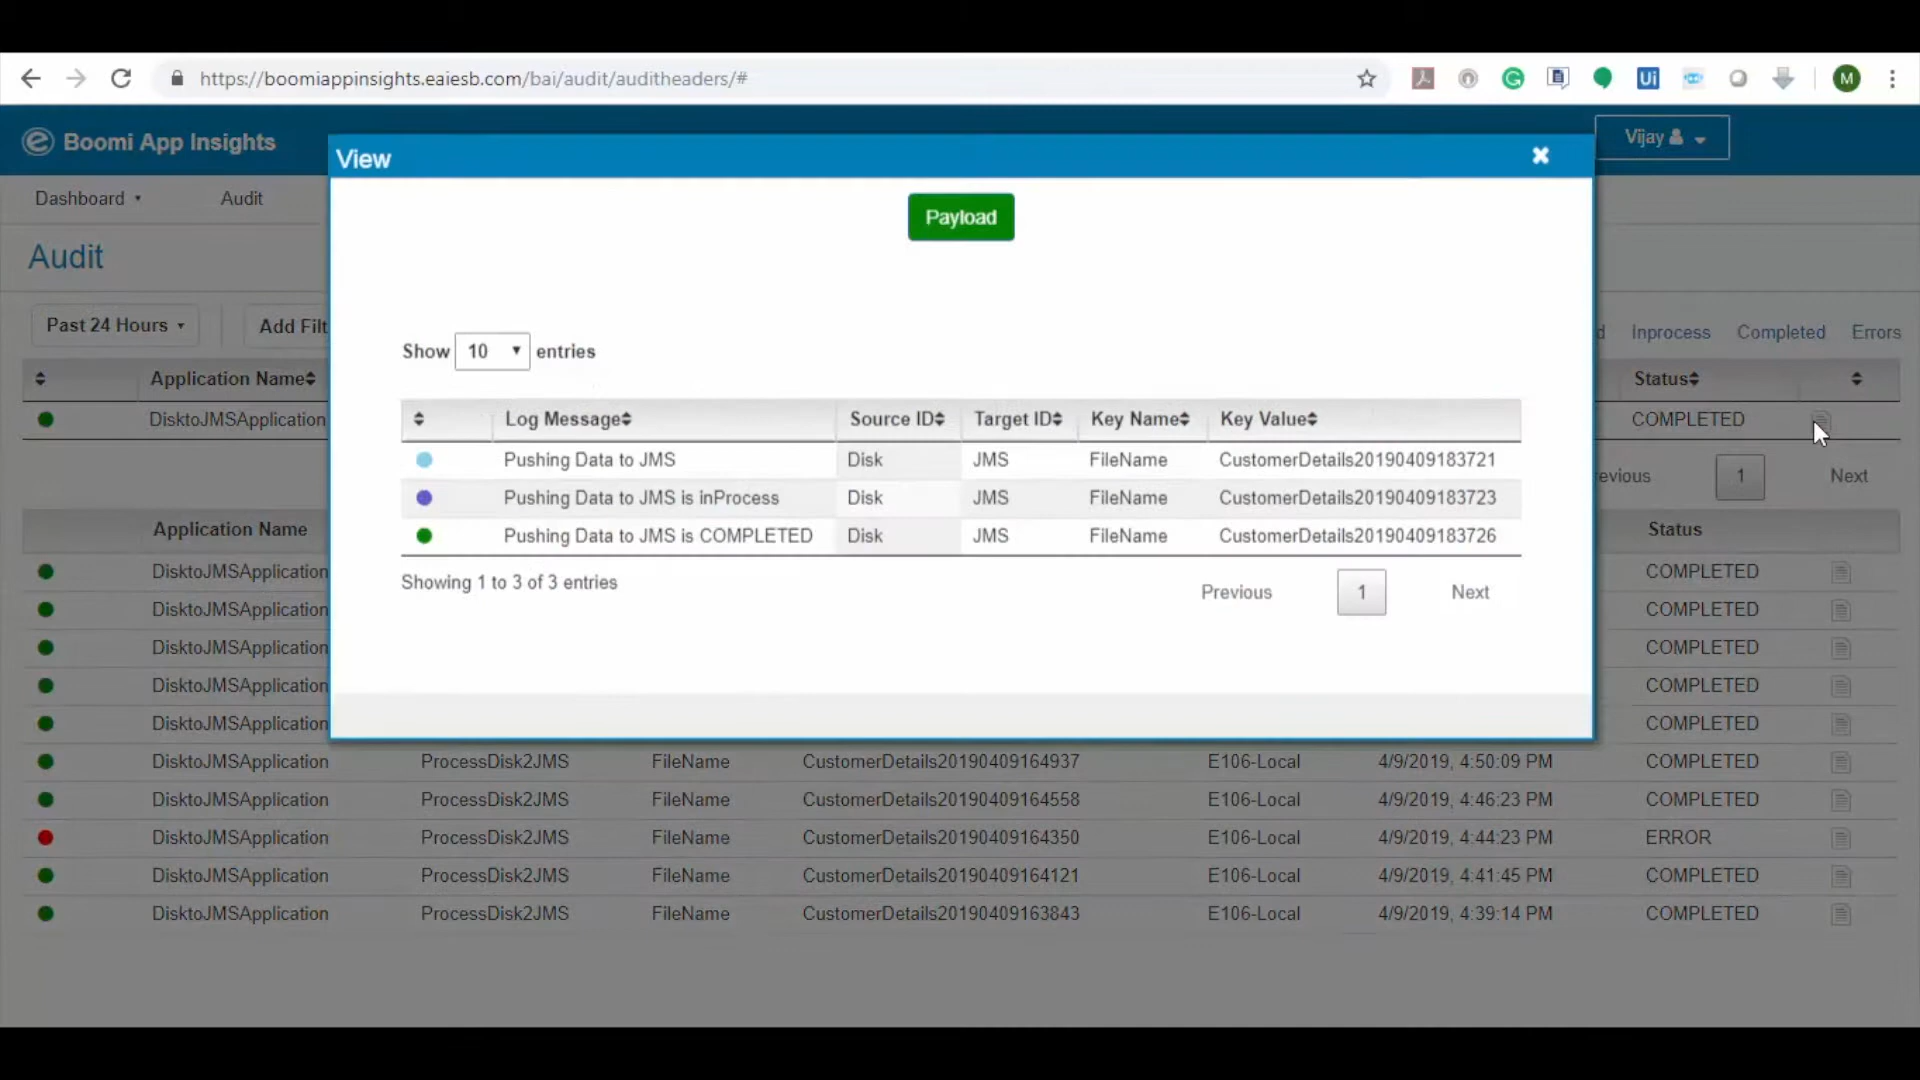 https://boomiappinsights.eaiesb.com/bai/audit/auditheaders/#
Ui
M
e Boomi App Insights
Vijay
View
Payload
Dashboard
Audit
Audit
Past 24 Hours
Add Filt
Inprocess
Completed
Errors
Show 10 entries
Application Name
Status
DisktoJMSApplication
COMPLETED
Log Message Source ID Target ID Key Name Key Value
Pushing Data to JMS Disk JMS FileName CustomerDetails20190409183721
Pushing Data to JMS is inProcess Disk JMS FileName CustomerDetails20190409183723
Pushing Data to JMS is COMPLETED Disk JMS FileName CustomerDetails20190409183726
Showing 1 to 3 of 3 entries
Previous 1 Next
evious 1 Next
Application Name Status
DisktoJMSApplication COMPLETED
DisktoJMSApplication COMPLETED
DisktoJMSApplication COMPLETED
DisktoJMSApplication COMPLETED
DisktoJMSApplication COMPLETED
DisktoJMSApplication ProcessDisk2JMS FileName CustomerDetails20190409164937 E106-Local 4/9/2019, 4:50:09 PM COMPLETED
DisktoJMSApplication ProcessDisk2JMS FileName CustomerDetails20190409164558 E106-Local 4/9/2019, 4:46:23 PM COMPLETED
DisktoJMSApplication ProcessDisk2JMS FileName CustomerDetails20190409164350 E106-Local 4/9/2019, 4:44:23 PM ERROR
DisktoJMSApplication ProcessDisk2JMS FileName CustomerDetails20190409164121 E106-Local 4/9/2019, 4:41:45 PM COMPLETED
DisktoJMSApplication ProcessDisk2JMS FileName CustomerDetails20190409163843 E106-Local 4/9/2019, 4:39:14 PM COMPLETED